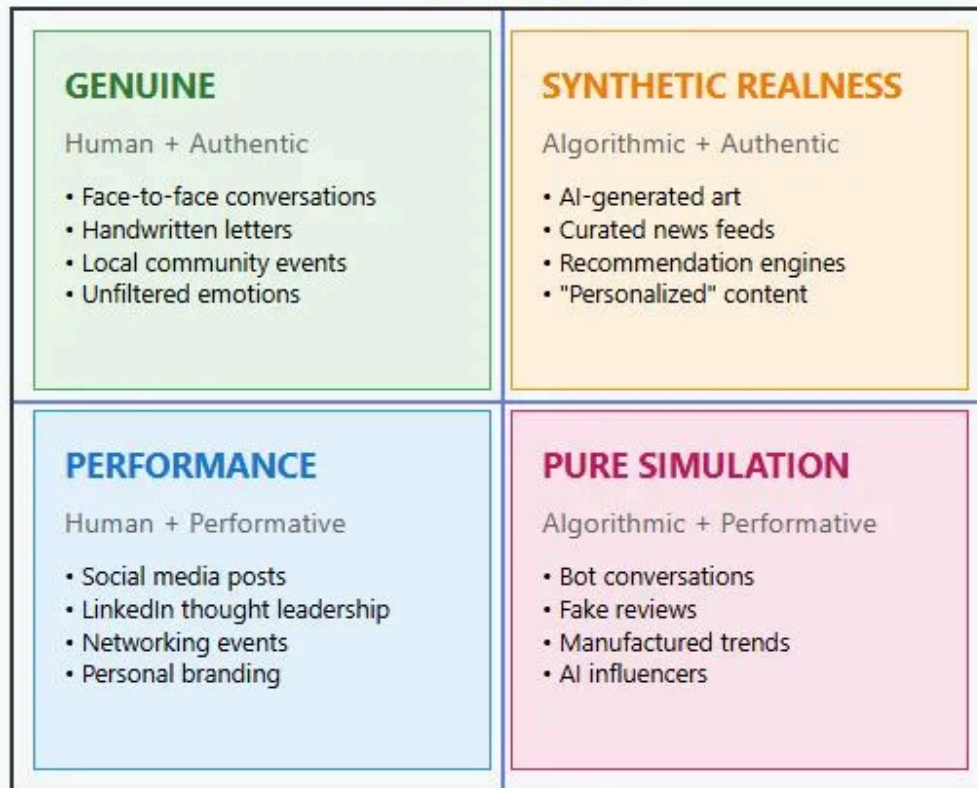 GENUINE
Human + Authentic
• Face-to-face conversations
• Handwritten letters
• Local community events
• Unfiltered emotions
SYNTHETIC REALNESS
Algorithmic + Authentic
• AI-generated art
• Curated news feeds
• Recommendation engines
• "Personalized" content
PERFORMANCE
Human + Performative
• Social media posts
• LinkedIn thought leadership
• Networking events
• Personal branding
PURE SIMULATION
Algorithmic + Performative
• Bot conversations
• Fake reviews
• Manufactured trends
• AI influencers